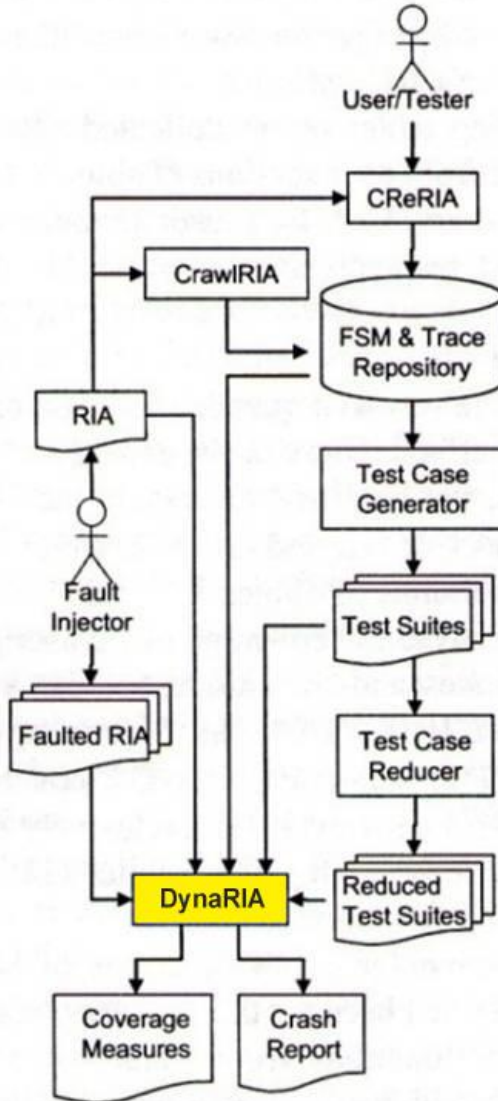 User/Tester
CReRIA
CrawlRIA
FSM & Trace
Repository
RIA
Test Case
Generator
Fault
Injector
Test Suites
Faulted RIA
Test Case
Reducer
DynaRIA
Reduced
Test Suites
Coverage
Measures
Crash
Report